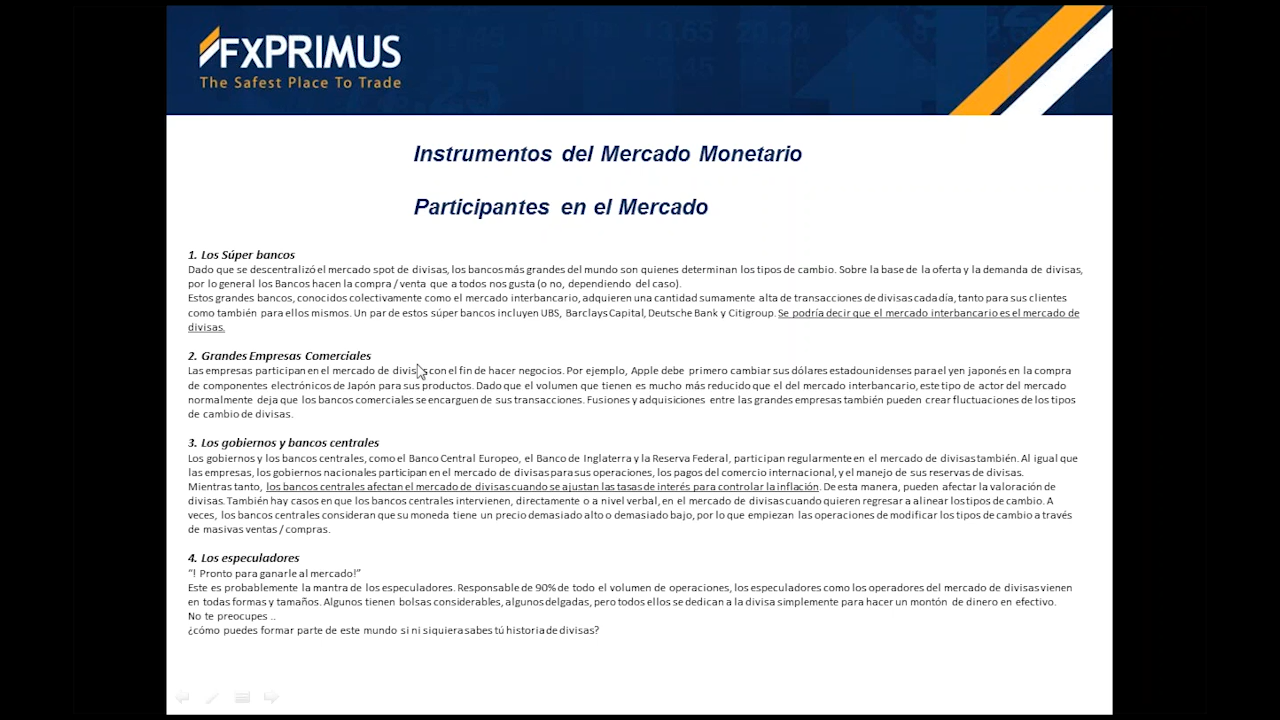 FXPRIMUS
The Safest Place To Trade
Instrumentos del Mercado Monetario
Participantes en el Mercado
1. Los Súper bancos
Dado que se descentralizó el mercado spot de divisas, los bancos más grandes del mundo son quienes determinan los tipos de cambio. Sobre la base de la oferta y la demanda de divisas,
por lo general los Bancos hacen la compra / venta que a todos nos gusta (o no, dependiendo del caso).
Estos grandes bancos, conocidos colectivamente como el mercado interbancario, adquieren una cantidad sumamente alta de transacciones de divisas cada día, tanto para sus clientes
como también para ellos mismos. Un par de estos súper bancos incluyen UBS, Barclays Capital, Deutsche Bank y Citigroup. Se podría decir que el mercado interbancario es el mercado de
divisas.
2. Grandes Empresas Comerciales
Las empresas participan en el mercado de divisas con el fin de hacer negocios. Por ejemplo, Apple debe primero cambiar sus dólares estadounidenses para el yen japonés en la compra
de componentes electrónicos de Japón para sus productos. Dado que el volumen que tienen es mucho más reducido que el del mercado interbancario, este tipo de actor del mercado
normalmente deja que los bancos comerciales se encarguen de sus transacciones. Fusiones y adquisiciones entre las grandes empresas también pueden crear fluctuaciones de los tipos
de cambio de divisas.
3. Los gobiernos y bancos centrales
Los gobiernos y los bancos centrales, como el Banco Central Europeo, el Banco de Inglaterra y la Reserva Federal, participan regularmente en el mercado de divisas también. Al igual que
las empresas, los gobiernos nacionales participan en el mercado de divisas para sus operaciones, los pagos del comercio internacional, y el manejo de sus reservas de divisas.
Mientras tanto, los bancos centrales afectan el mercado de divisas cuando se ajustan las tasas de interés para controlar la inflación. De esta manera, pueden afectar la valoración de
divisas. También hay casos en que los bancos centrales intervienen, directamente o a nivel verbal, en el mercado de divisas cuando quieren regresar a alinear los tipos de cambio. A
veces, los bancos centrales consideran que su moneda tiene un precio demasiado alto o demasiado bajo, por lo que empiezan las operaciones de modificar los tipos de cambio a través
de masivas ventas / compras.
4. Los especuladores
"! Pronto para ganarle al mercado!"
Este es probablemente la mantra de los especuladores. Responsable de 90% de todo el volumen de operaciones, los especuladores como los operadores del mercado de divisas vienen
en todas formas y tamaños. Algunos tienen bolsas considerables, algunos delgadas, pero todos ellos se dedican a la divisa simplemente para hacer un montón de dinero en efectivo.
No te preocupes ..
¿cómo puedes formar parte de este mundo si ni siquiera sabes tú historia de divisas?